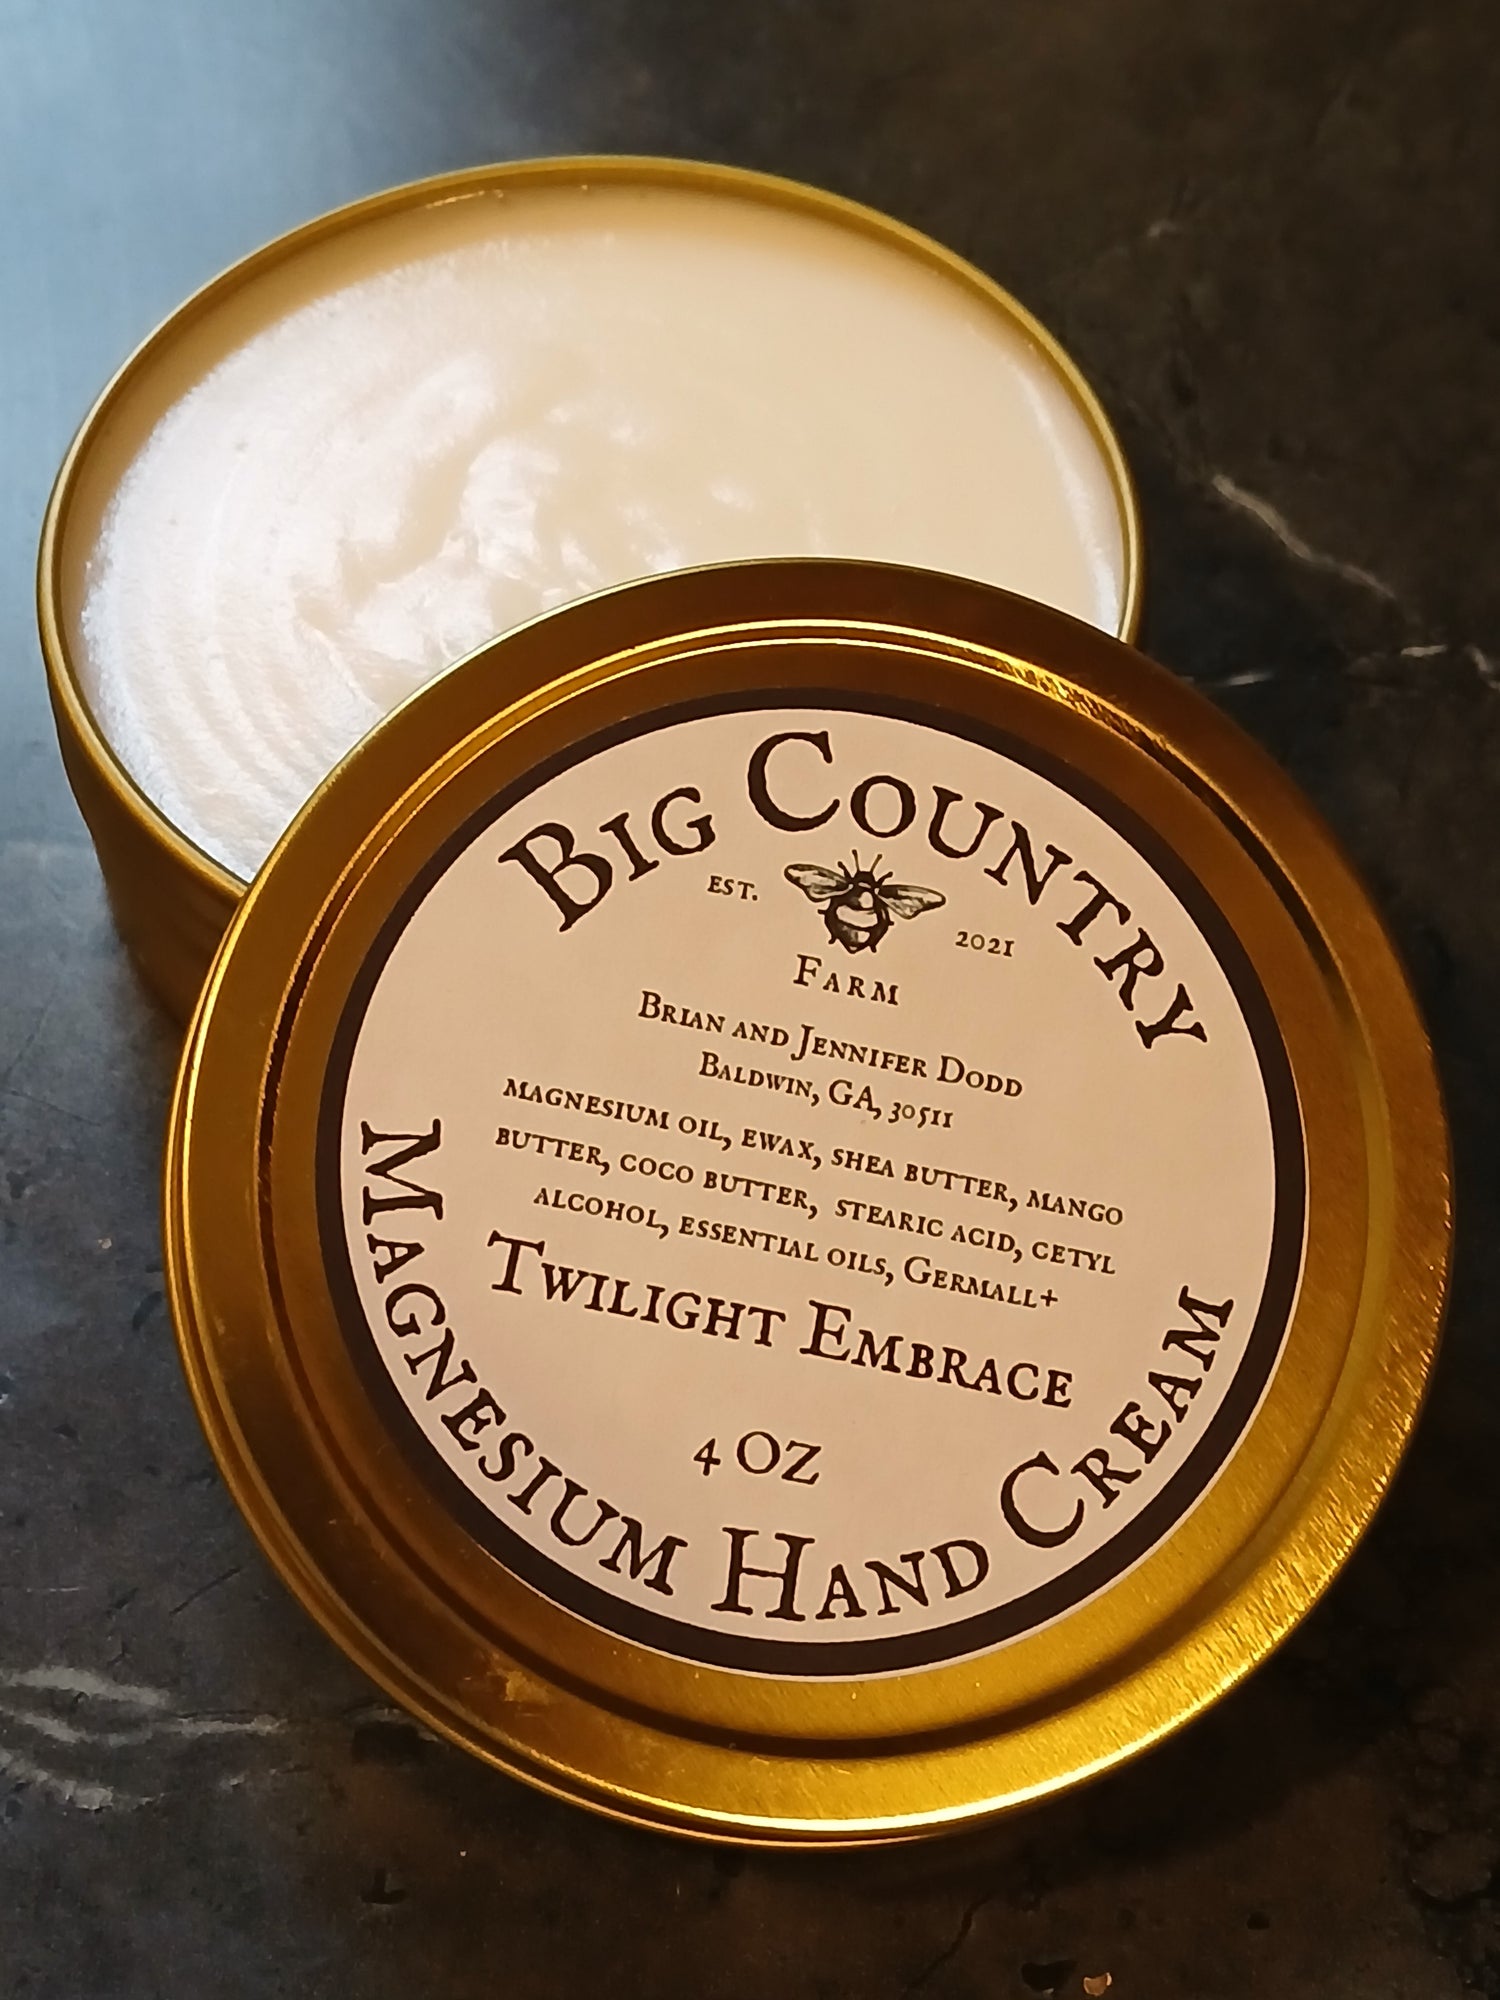 Big Country
Est. 2021
Farm
Brian and Jennifer Dodd
Baldwin, GA, 30511
magnesium oil, ewax, shea butter, mango
butter, coco butter, stearic acid, cetyl
alcohol, essential oils, Germall+
Twilight Embrace
4 oz
Magnesium Hand Cream